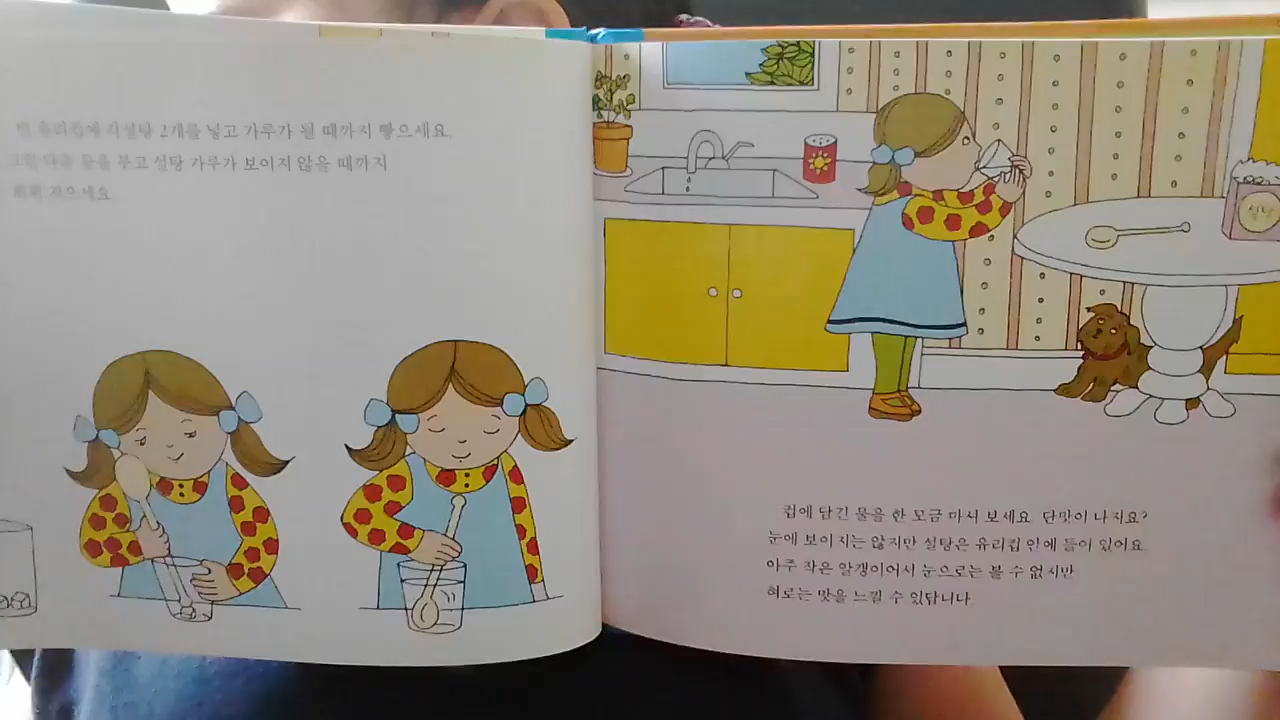 빈 유리컵에 각설탕 2개를 넣고 가루가 될 때까지 빻으세요.
그런 다음 물을 붓고 설탕 가루가 보이지 않을 때까지
휘휘 저으세요.
설탕
컵에 담긴 물을 한 모금 마셔 보세요. 단맛이 나지요?
눈에 보이지는 않지만 설탕은 유리컵 안에 들어 있어요.
아주 작은 알갱이어서 눈으로는 볼 수 없지만
혀로는 맛을 느낄 수 있답니다.